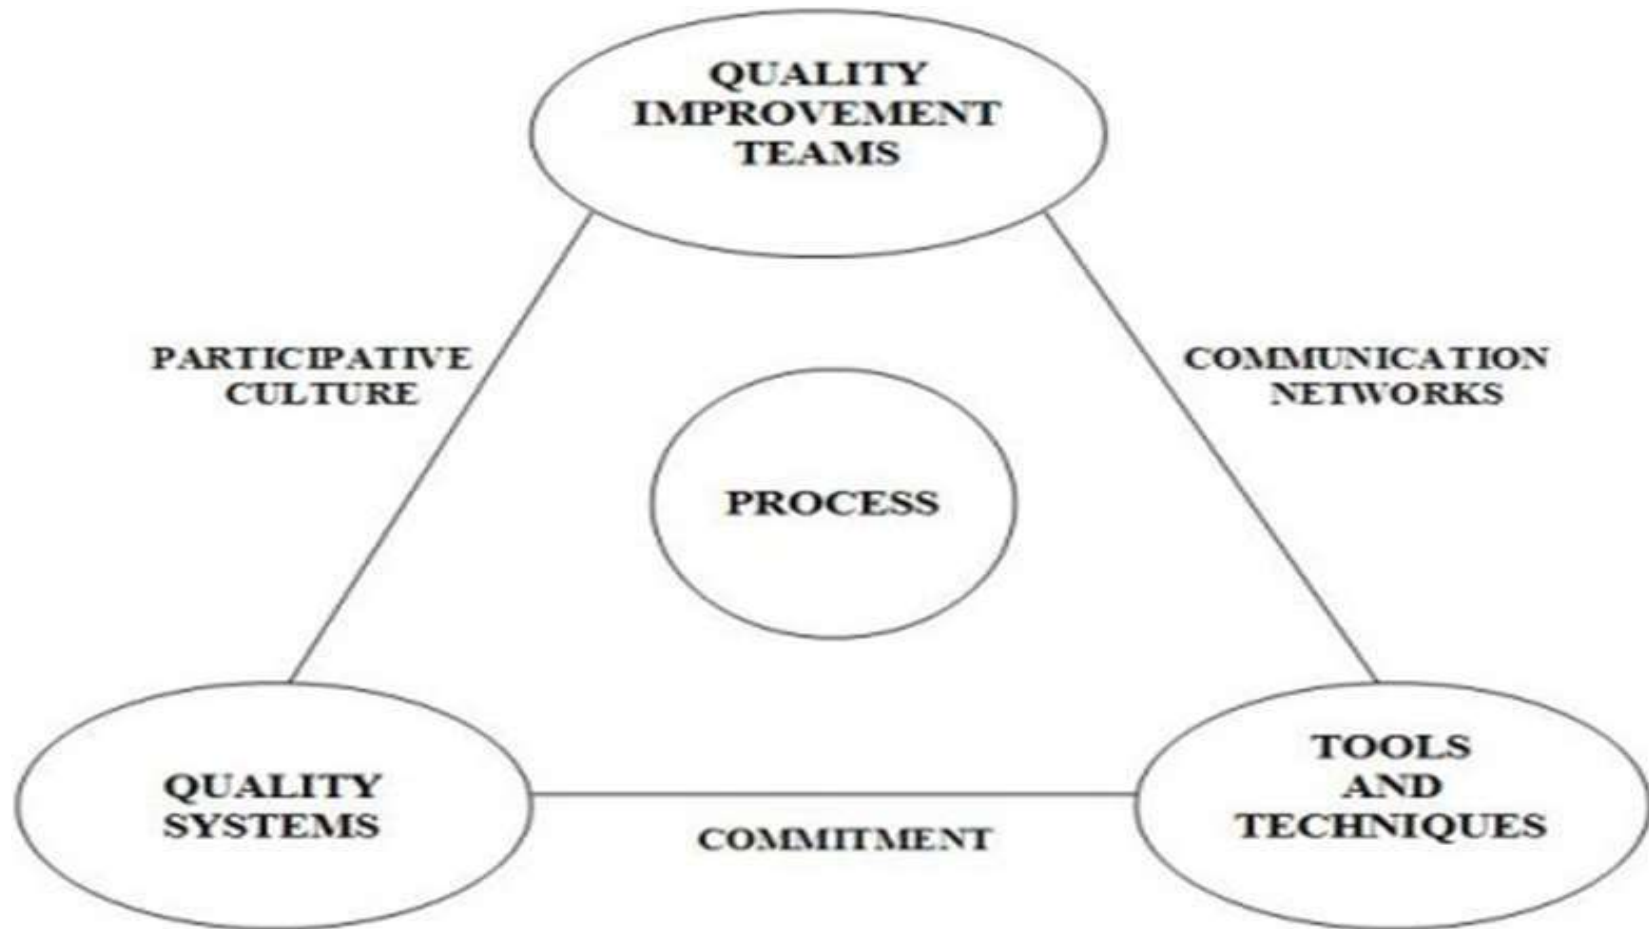 QUALITY
IMPROVEMENT
TEAMS
PARTICIPATIVE
CULTURE
COMMUNICATION
NETWORKS
PROCESS
QUALITY
SYSTEMS
TOOLS
AND
TECHNIQUES
COMMITMENT